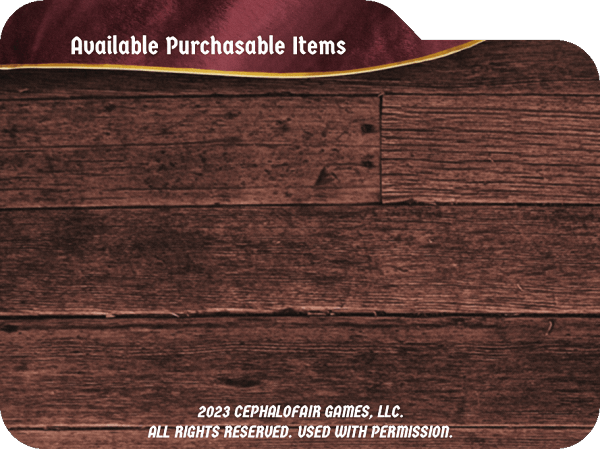 Available Purchasable Items
2023 CEPHALOFAIR GAMES, LLC.
ALL RIGHTS RESERVED. USED WITH PERMISSION.